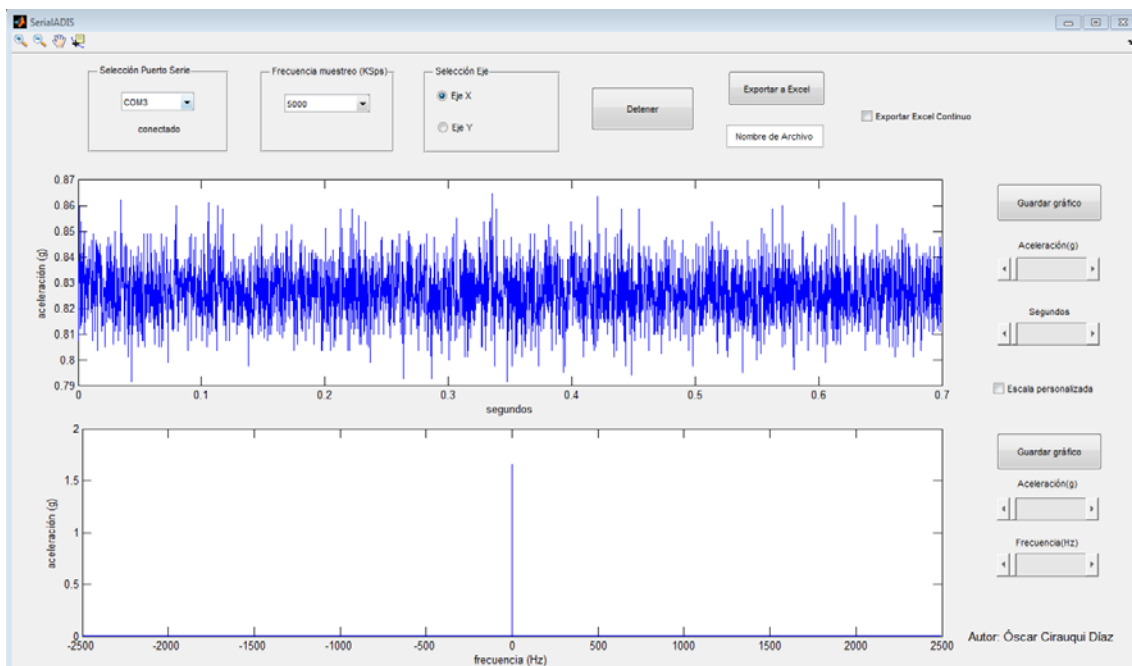 SerialADIS
Selección Puerto Serie
Frecuencia muestreo (KSps)
Selección Eje
COM3
5000
Eje X
Eje Y
conectado
Detener
Exportar a Excel
Nombre de Archivo
Exportar Excel Continuo
0.87
0.86
0.85
0.84
0.83
0.82
0.81
0.8
0.79
aceleración (g)
0 0.1 0.2 0.3 0.4 0.5 0.6 0.7
segundos
Guardar gráfico
Aceleración(g)
Segundos
Escala personalizada
2
1.5
1
0.5
0
aceleración (g)
-2500 -2000 -1500 -1000 -500 0 500 1000 1500 2000 2500
frecuencia (Hz)
Guardar gráfico
Aceleración(g)
Frecuencia(Hz)
Autor: Óscar Cirauqui Díaz